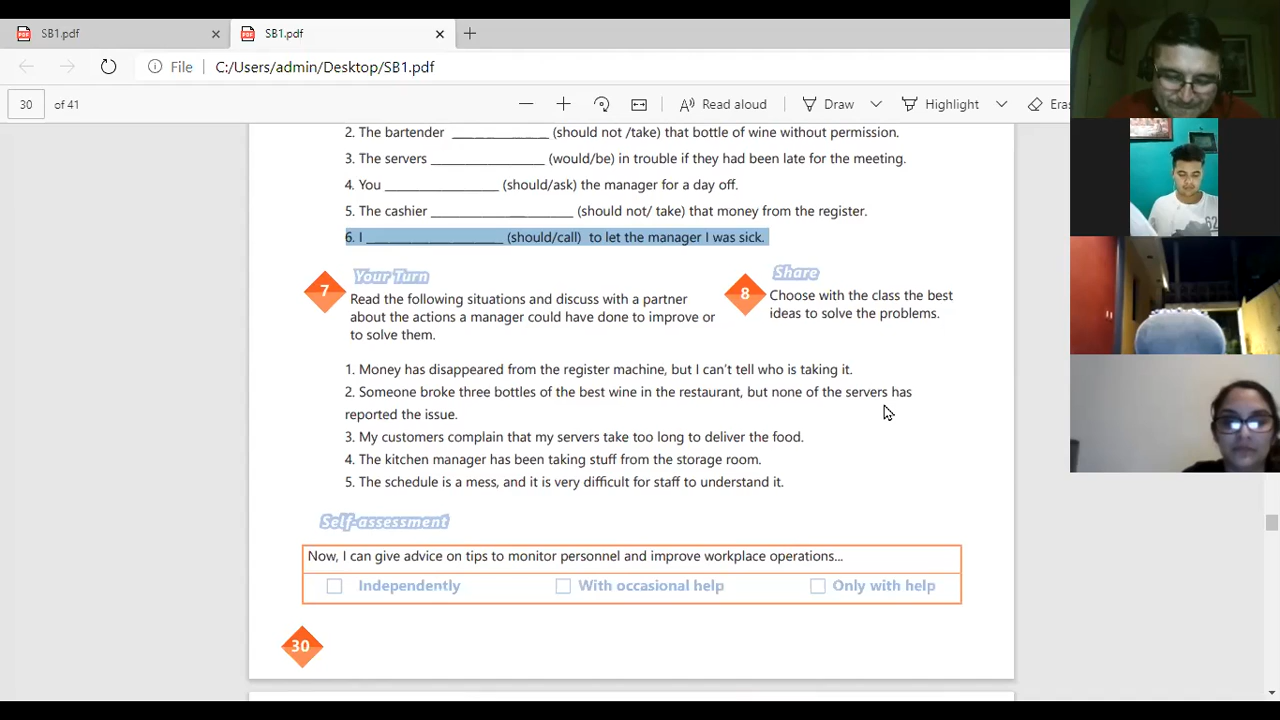 SB1.pdf
SB1.pdf
File C:/Users/admin/Desktop/SB1.pdf
30 of 41 Read aloud Draw Highlight Eras
2. The bartender _______________ (should not /take) that bottle of wine without permission.
3. The servers __________________ (would/be) in trouble if they had been late for the meeting.
4. You __________________ (should/ask) the manager for a day off.
5. The cashier _______________________ (should not/ take) that money from the register.
6. I ______________________ (should/call) to let the manager I was sick.
7 Your Turn
Read the following situations and discuss with a partner
about the actions a manager could have done to improve or
to solve them.
8 Share
Choose with the class the best
ideas to solve the problems.
1. Money has disappeared from the register machine, but I can't tell who is taking it.
2. Someone broke three bottles of the best wine in the restaurant, but none of the servers has
reported the issue.
3. My customers complain that my servers take too long to deliver the food.
4. The kitchen manager has been taking stuff from the storage room.
5. The schedule is a mess, and it is very difficult for staff to understand it.
Self-assessment
Now, I can give advice on tips to monitor personnel and improve workplace operations...
Independently With occasional help Only with help
30
62